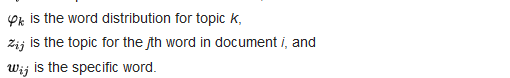 φk is the word distribution for topic k,
zij is the topic for the jth word in document i, and
wij is the specific word.